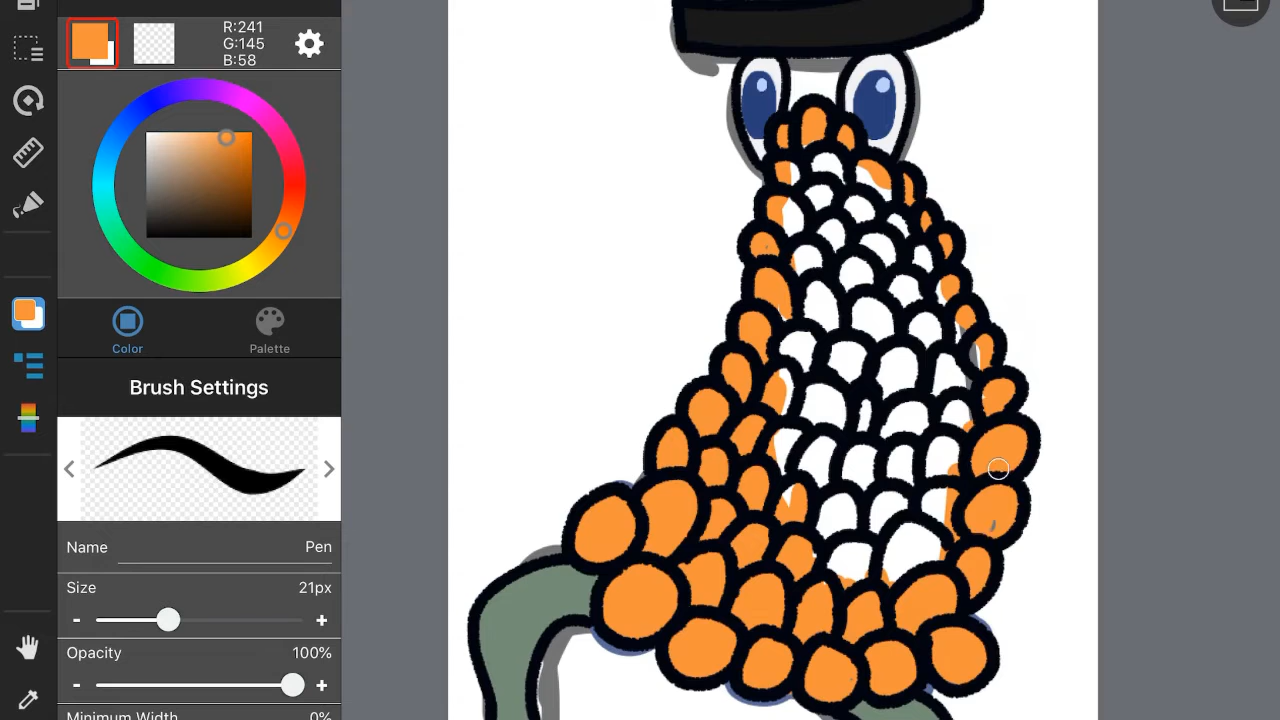 R:241
G:145
B:58
Color
Palette
Brush Settings
Name
Pen
Size
21px
-
+
Opacity
100%
-
+
Minimum Width
0%